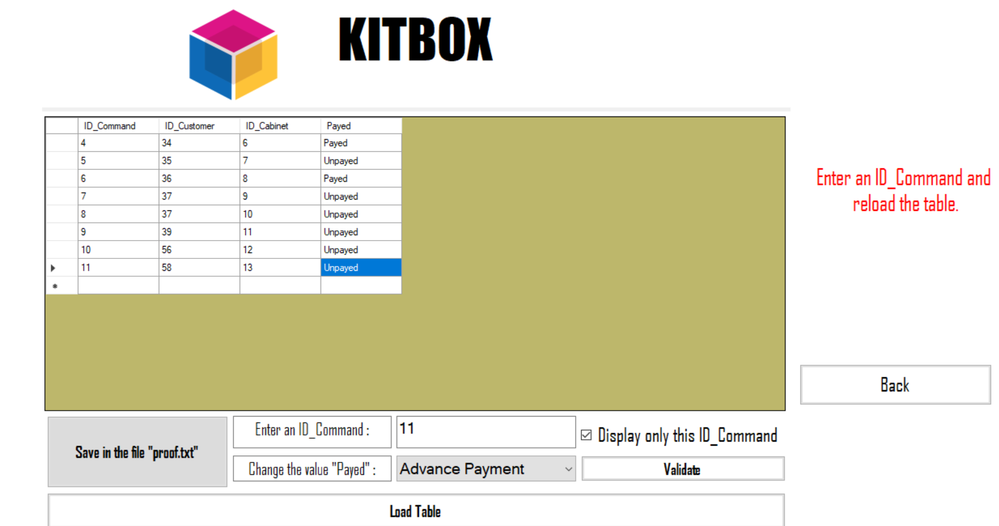 KITBOX
ID_Command ID_Customer ID_Cabinet Payed
4 34 6 Payed
5 35 7 Unpayed
6 36 8 Payed
7 37 9 Unpayed
8 37 10 Unpayed
9 39 11 Unpayed
10 56 12 Unpayed
11 58 13 Unpayed
Enter an ID_Command and
reload the table.
Back
Save in the file "proof.txt"
Enter an ID_Command :
11
Display only this ID_Command
Change the value "Payed" :
Advance Payment
Validate
Load Table